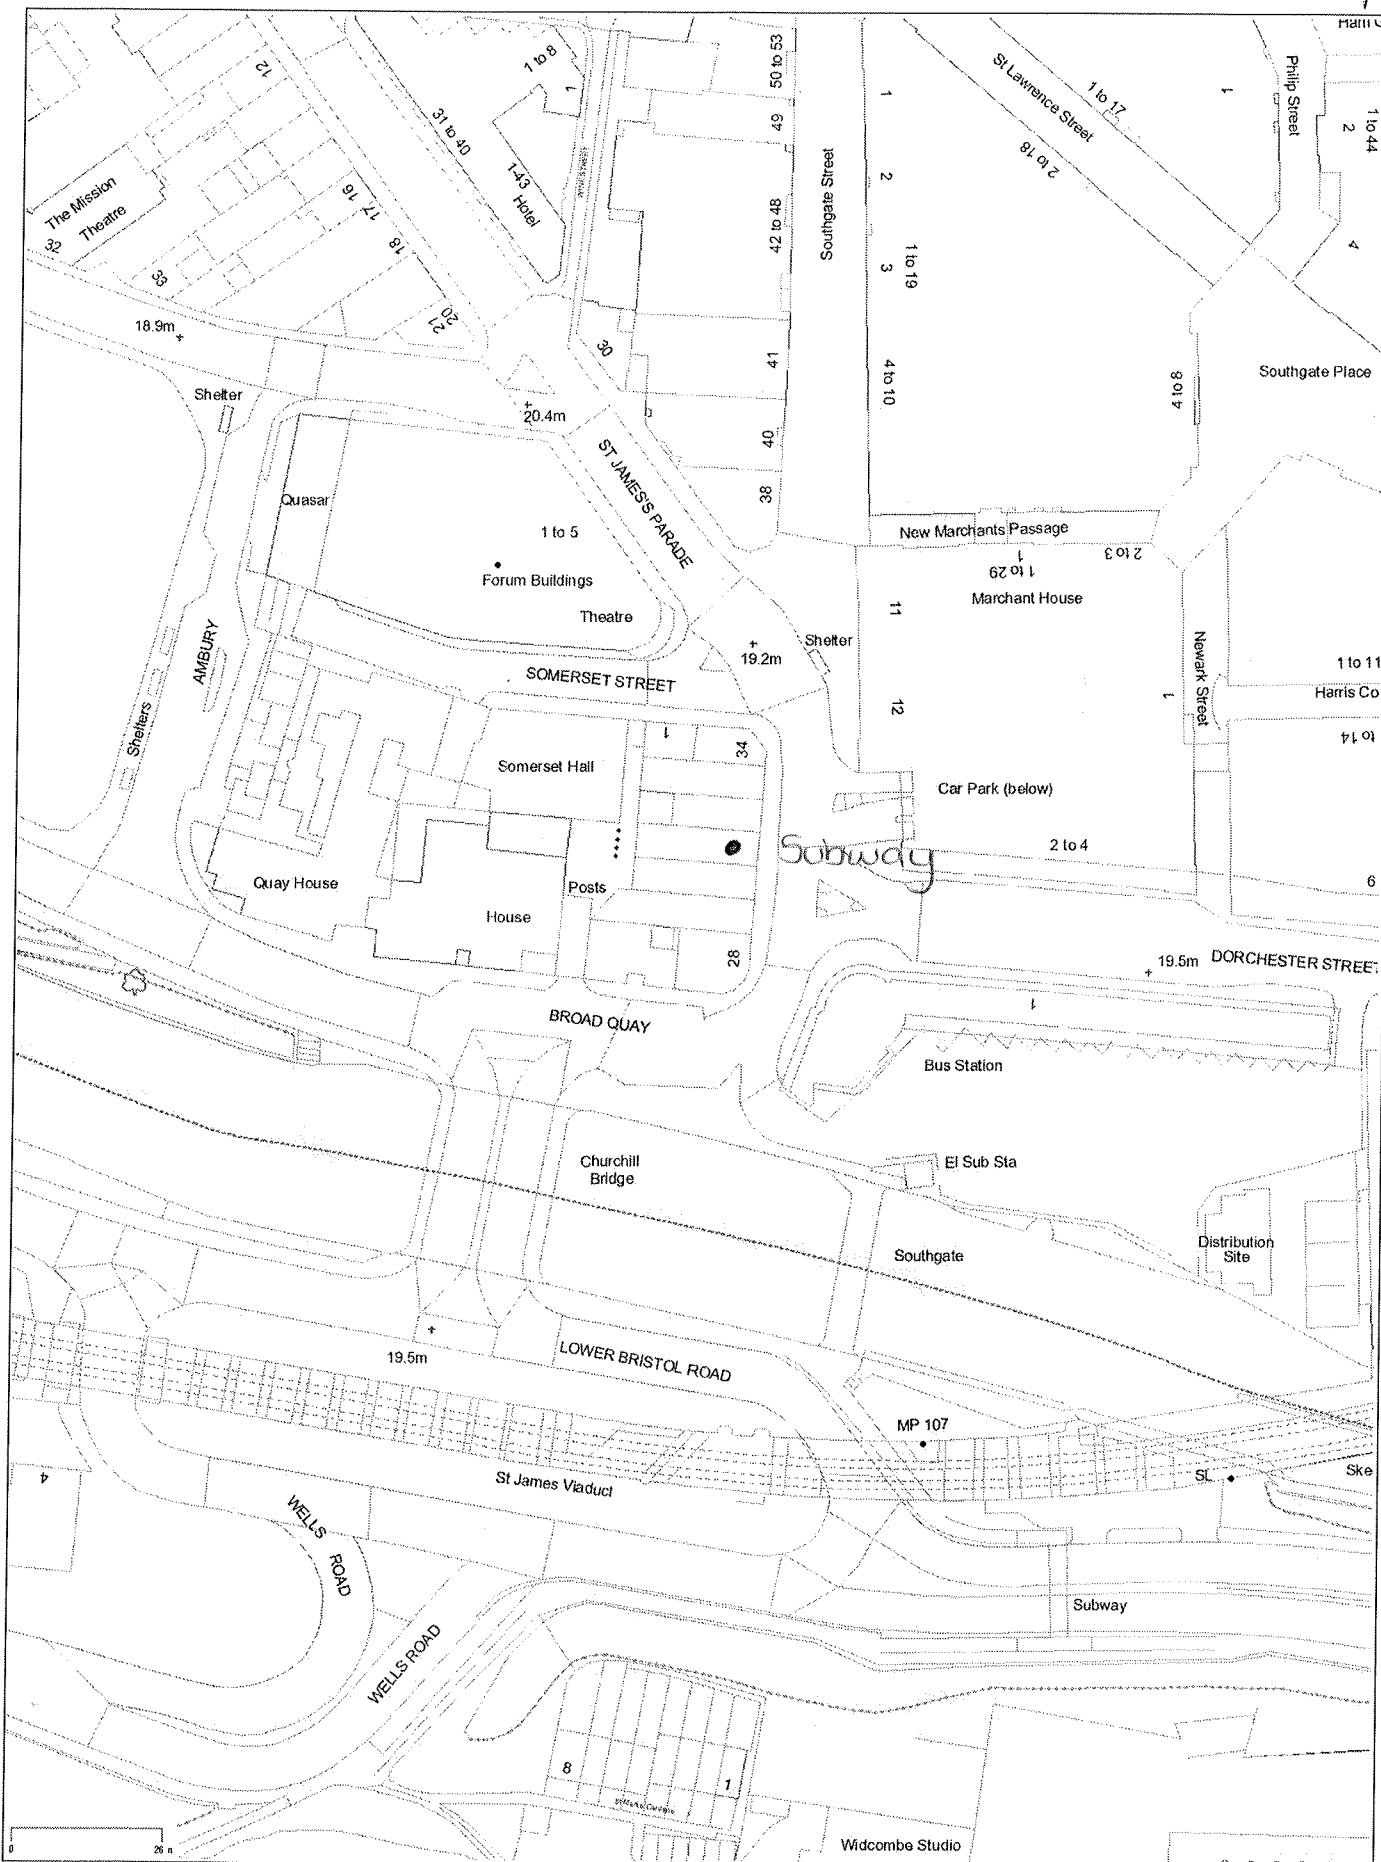 12
31 to 40
1 to 8
1
1-43
Hotel
50 to 53
49
42 to 48
Southgate Street
1
2
3
1 to 19
4 to 10
St Lawrence Street
1 to 17
2 to 18
1
Philip Street
2
1 to 44
4
The Mission
Theatre
32
33
16
17
18
20
21
18.9m
30
41
40
38
4 to 8
Southgate Place
Shelter
20.4m
ST JAMES'S PARADE
Quasar
1 to 5
Forum Buildings
Theatre
New Marchants Passage
1
1 to 29
2 to 3
Marchant House
11
12
Newark Street
1
1 to 11
Harris Co
to 14
AMBURY
Shelters
SOMERSET STREET
19.2m
Shelter
Somerset Hall
1
34
Car Park (below)
2 to 4
Subway
Quay House
Posts
House
28
6
19.5m
DORCHESTER STREET
BROAD QUAY
1
Bus Station
Churchill
Bridge
El Sub Sta
Southgate
Distribution
Site
19.5m
LOWER BRISTOL ROAD
MP 107
SL
Ske
4
St James Viaduct
WELLS
ROAD
WELLS ROAD
Subway
8
1
Widcombe Studio
0
26 m